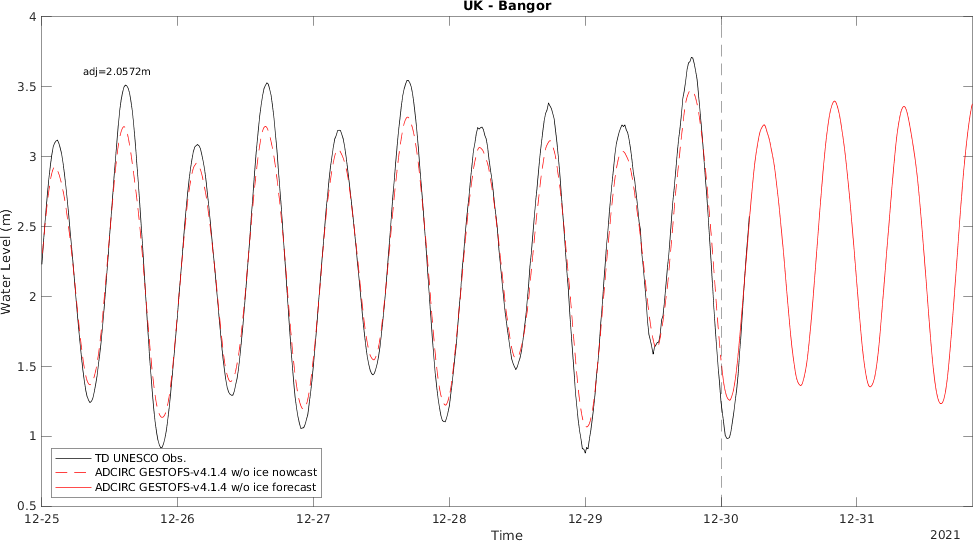 UK - Bangor
4
3.5
3
2.5
2
1.5
1
0.5
Water Level (m)
adj=2.0572m
TD UNESCO Obs.
ADCIRC GESTOFS-v4.1.4 w/o ice nowcast
ADCIRC GESTOFS-v4.1.4 w/o ice forecast
12-25 12-26 12-27 12-28 12-29 12-30 12-31
Time
2021